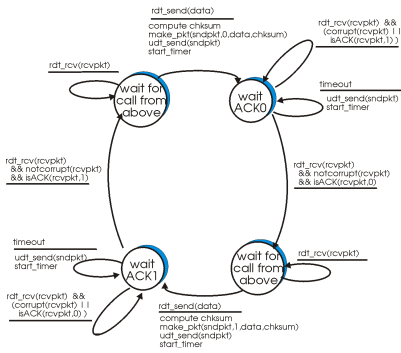 rdt_send(data)
compute chksum
make_pkt(sndpkt,0,data,chksum)
udt_send(sndpkt)
start_timer
rdt_rcv(rcvpkt) &&
(corrupt(rcvpkt) ||
isACK(rcvpkt,1) )
rdt_rcv(rcvpkt)
wait for
call from
above
wait
ACK0
timeout
udt_send(sndpkt)
start_timer
rdt_rcv(rcvpkt)
&& notcorrupt(rcvpkt)
&& isACK(rcvpkt,1)
rdt_rcv(rcvpkt)
&& notcorrupt(rcvpkt)
&& isACK(rcvpkt,0)
timeout
udt_send(sndpkt)
start_timer
wait
ACK1
wait for
call from
above
rdt_rcv(rcvpkt)
rdt_rcv(rcvpkt) &&
(corrupt(rcvpkt) ||
isACK(rcvpkt,0) )
rdt_send(data)
compute chksum
make_pkt(sndpkt,1,data,chksum)
udt_send(sndpkt)
start_timer